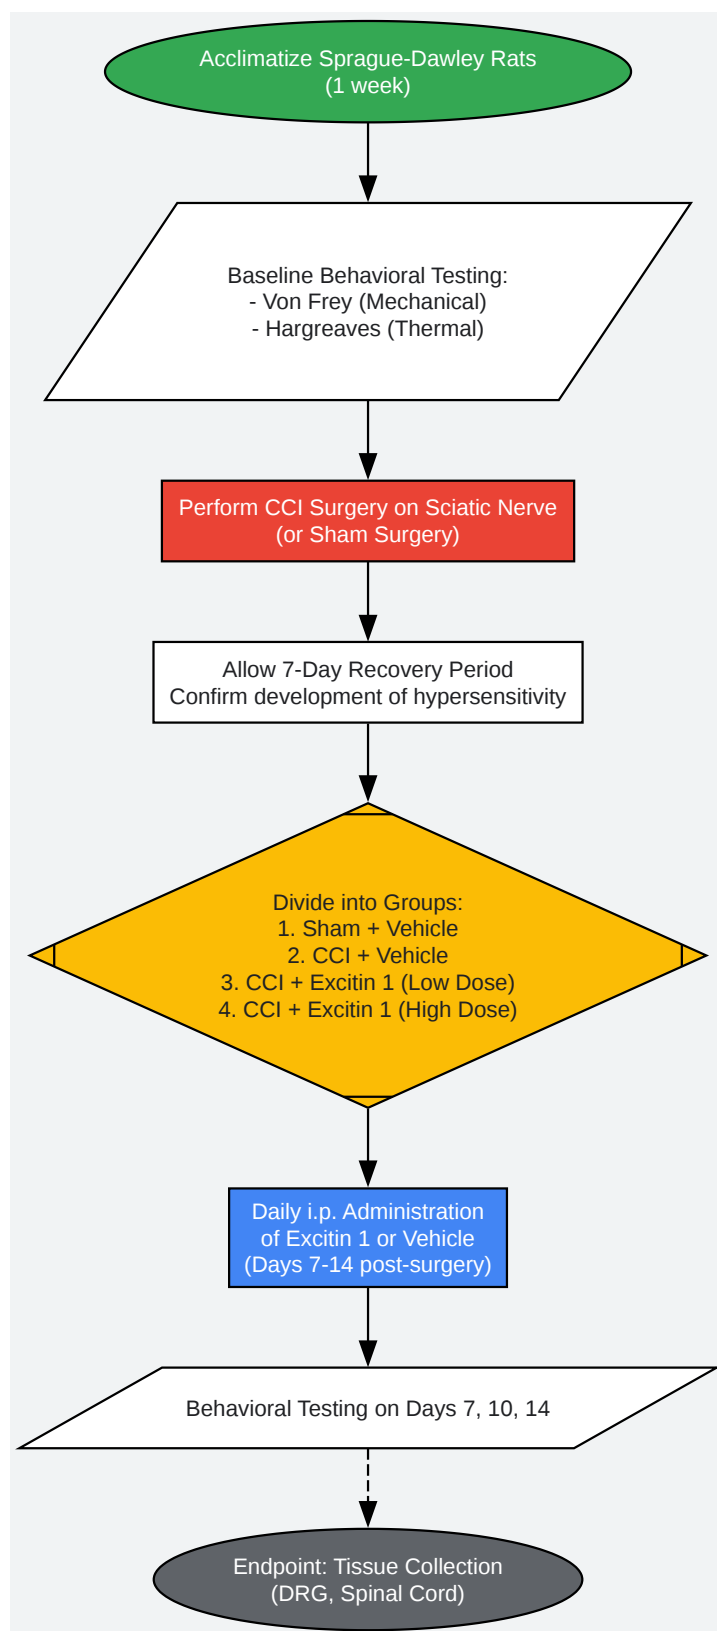 Acclimatize Sprague-Dawley Rats
(1 week)
Baseline Behavioral Testing:
- Von Frey (Mechanical)
- Hargreaves (Thermal)
Perform CCI Surgery on Sciatic Nerve
(or Sham Surgery)
Allow 7-Day Recovery Period
Confirm development of hypersensitivity
Divide into Groups:
1. Sham + Vehicle
2. CCI + Vehicle
3. CCI + Excitin 1 (Low Dose)
4. CCI + Excitin 1 (High Dose)
Daily i.p. Administration
of Excitin 1 or Vehicle
(Days 7-14 post-surgery)
Behavioral Testing on Days 7, 10, 14
Endpoint: Tissue Collection
(DRG, Spinal Cord)